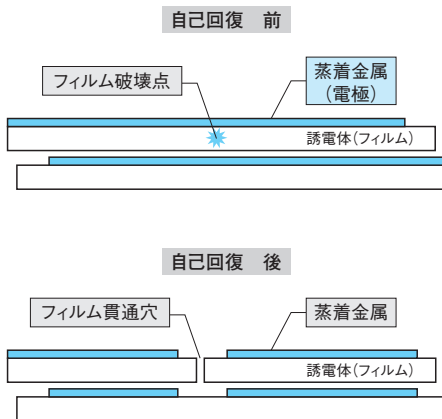 自己回復　前
フィルム破壊点
蒸着金属
(電極)
誘電体(フィルム)
自己回復　後
フィルム貫通穴
蒸着金属
誘電体(フィルム)